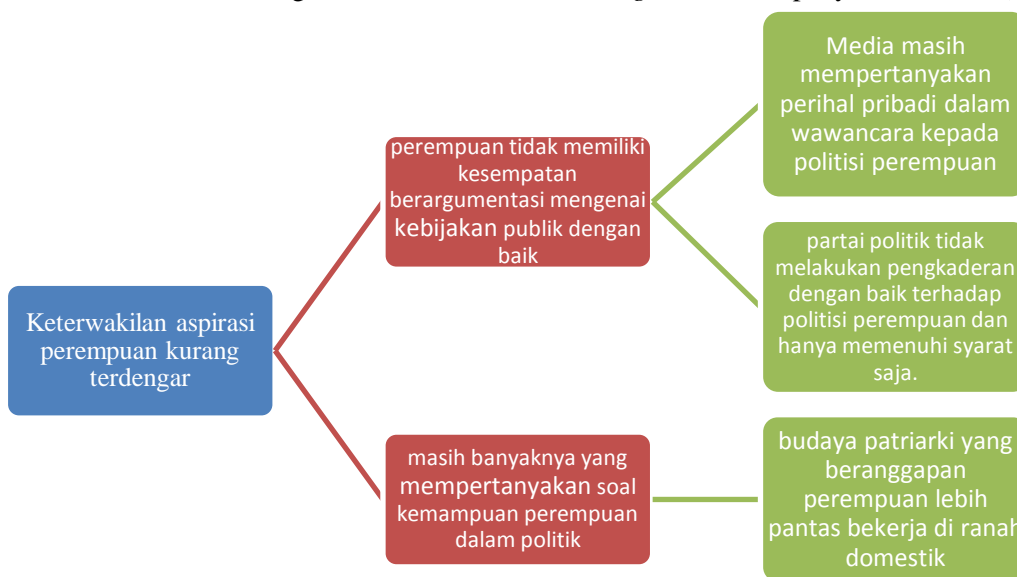 Media masih
mempertanyakan
perihal pribadi dalam
wawancara kepada
politisi perempuan
perempuan tidak memiliki
kesempatan
berargumentasi mengenai
kebijakan publik dengan
baik
partai politik tidak
melakukan pengkaderan
dengan baik terhadap
politisi perempuan dan
hanya memenuhi syarat
saja.
Keterwakilan aspirasi
perempuan kurang
terdengar
masih banyaknya yang
mempertanyakan soal
kemampuan perempuan
dalam politik
budaya patriarki yang
beranggapan
perempuan lebih
pantas bekerja di ranah
domestik